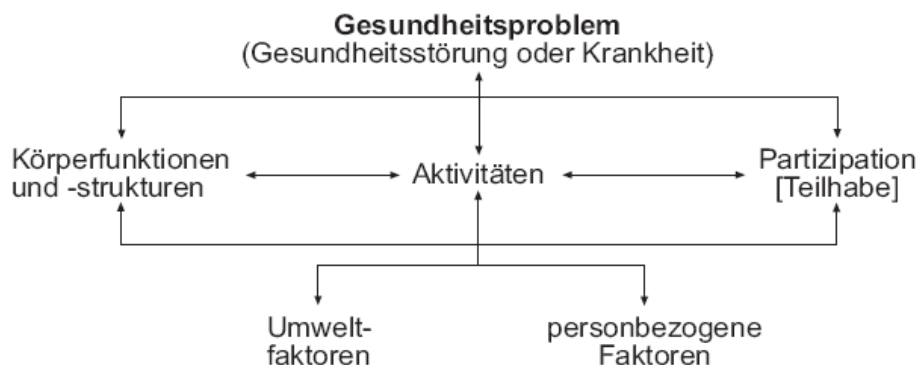 Gesundheitsproblem
(Gesundheitsstörung oder Krankheit)
Körperfunktionen
und -strukturen
Aktivitäten
Partizipation
[Teilhabe]
Umwelt-
faktoren
personbezogene
Faktoren